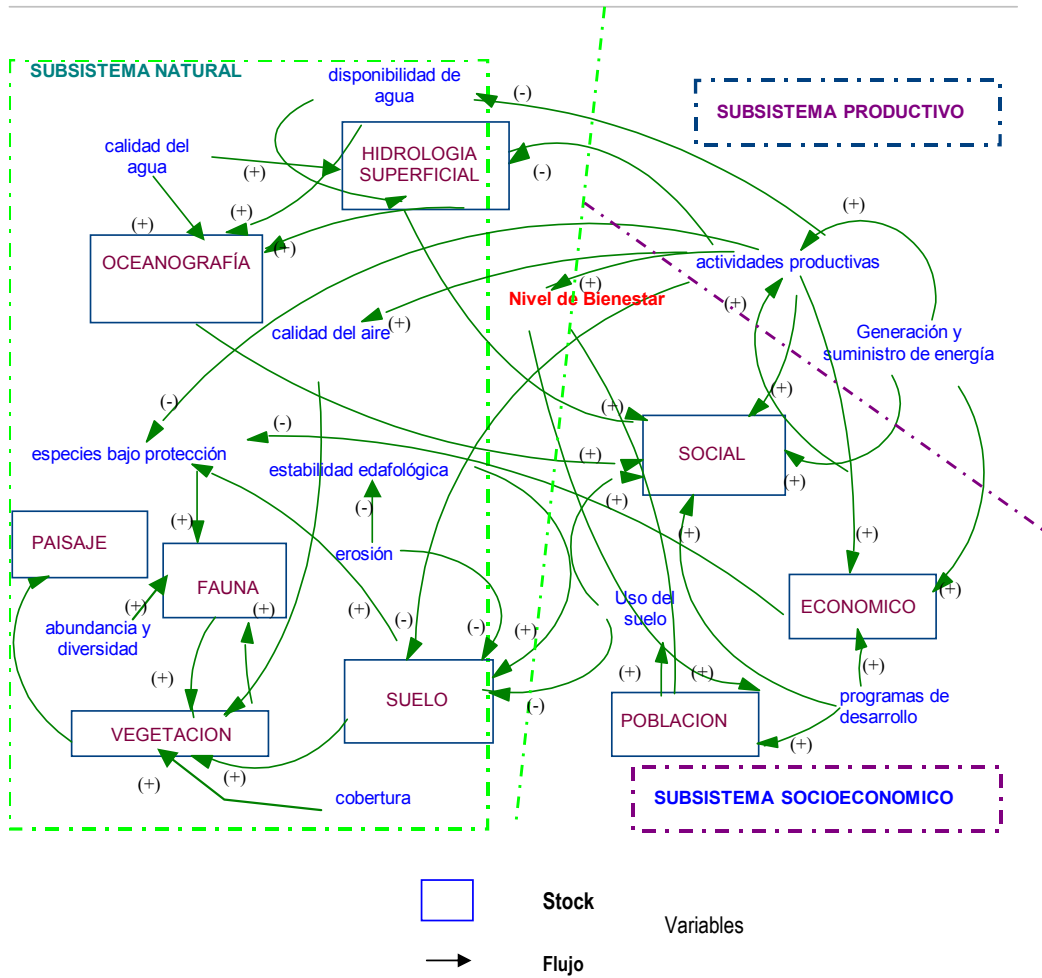 SUBSISTEMA NATURAL
disponibilidad de
agua
(-)
SUBSISTEMA PRODUCTIVO
calidad del
agua
(+)
HIDROLOGIA
SUPERFICIAL
(-)
(+)
(+)
(+)
(+)
OCEANOGRAFÍA
actividades productivas
(+)
Nivel de Bienestar
(+)
calidad del aire
(+)
Generación y
suministro de energía
(-)
(-)
(+)
(+)
especies bajo protección
estabilidad edafológica
(+)
SOCIAL
(+)
(+)
(-)
PAISAJE
(+)
erosión
(+)
(+)
FAUNA
(+)
(+)
(+)
abundancia y
diversidad
(-)
(-)
(+)
Uso del
suelo
ECONOMICO
(+)
(+)
(+)
(+)
(+)
SUELO
(-)
POBLACION
programas de
desarrollo
VEGETACION
(+)
(+)
(+)
cobertura
SUBSISTEMA SOCIOECONOMICO
Stock
Variables
Flujo